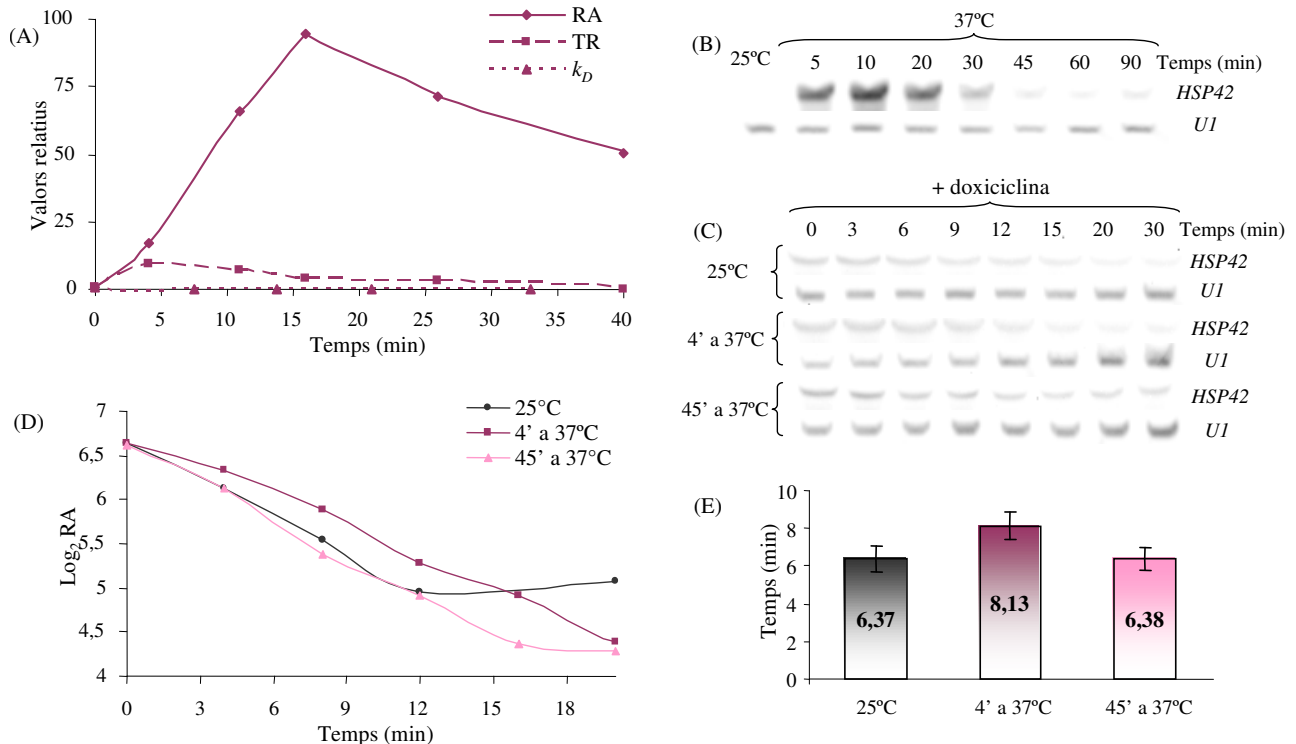 (A)
100
75
50
25
0
Valors relatius
RA
TR
k_D
0 5 10 15 20 25 30 35 40
Temps (min)
(B)
37ºC
25ºC
5 10 20 30 45 60 90 Temps (min)
HSP42
U1
(C)
+ doxiciclina
0 3 6 9 12 15 20 30 Temps (min)
25ºC
HSP42
U1
4’ a 37ºC
HSP42
U1
45’ a 37ºC
HSP42
U1
(D)
7
6,5
6
5,5
5
4,5
4
Log₂ RA
25°C
4’ a 37ºC
45’ a 37°C
0 3 6 9 12 15 18
Temps (min)
(E)
10
8
6
4
2
0
Temps (min)
6,37 8,13 6,38
25ºC 4’ a 37ºC 45’ a 37ºC